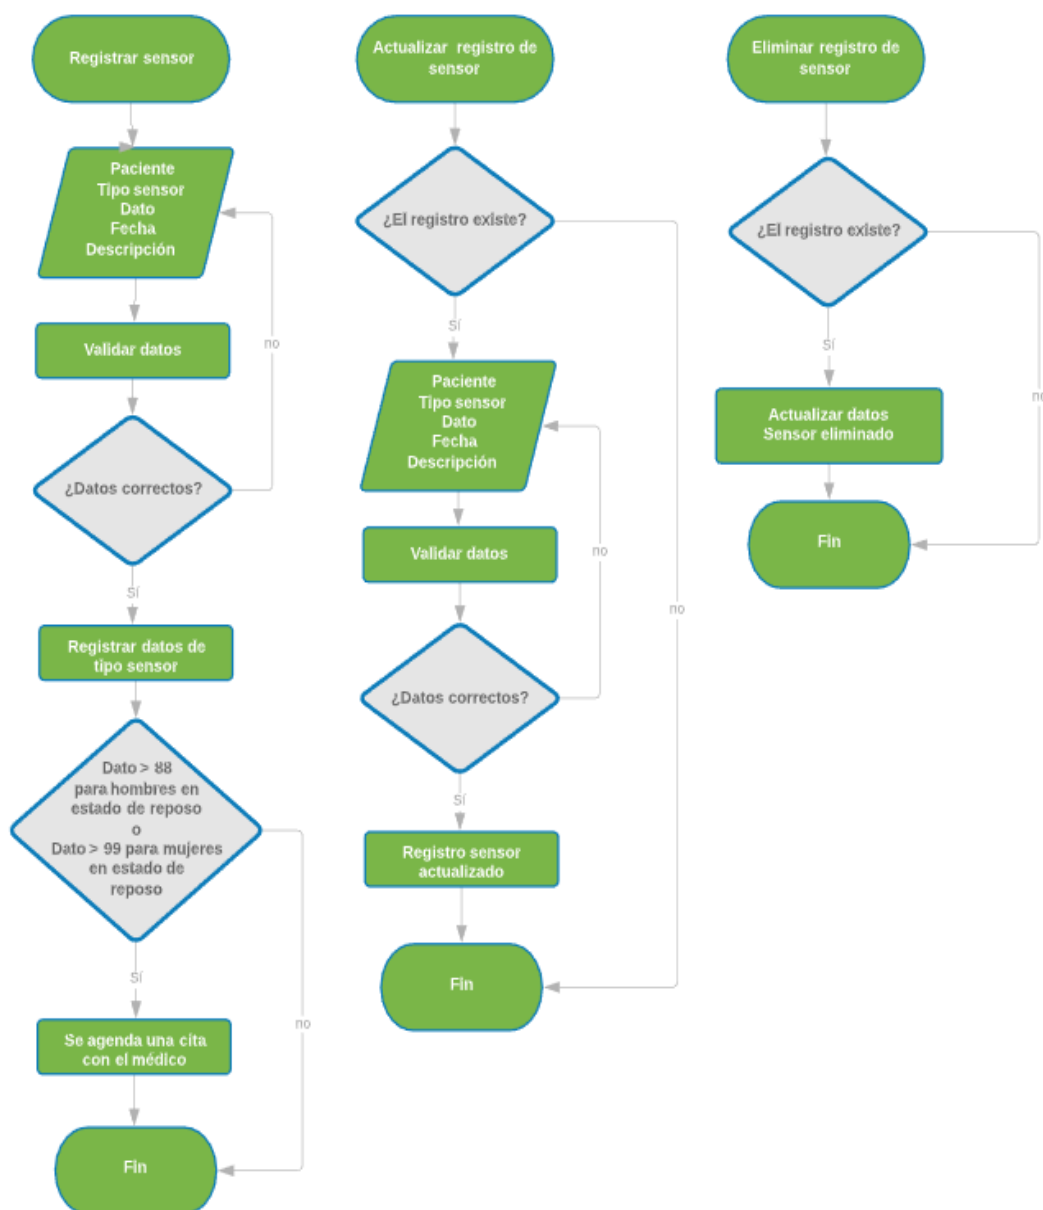 Registrar sensor
Paciente
Tipo sensor
Dato
Fecha
Descripción
Validar datos
no
¿Datos correctos?
Sí
Registrar datos de
tipo sensor
Dato > 88
para hombres en
estado de reposo
o
Dato > 99 para mujeres
en estado de
reposo
Sí
no
Se agenda una cita
con el médico
Fin
Actualizar registro de
sensor
¿El registro existe?
Sí
Paciente
Tipo sensor
Dato
Fecha
Descripción
Validar datos
no
no
¿Datos correctos?
Sí
Registro sensor
actualizado
Fin
Eliminar registro de
sensor
¿El registro existe?
Sí
no
Actualizar datos
Sensor eliminado
Fin